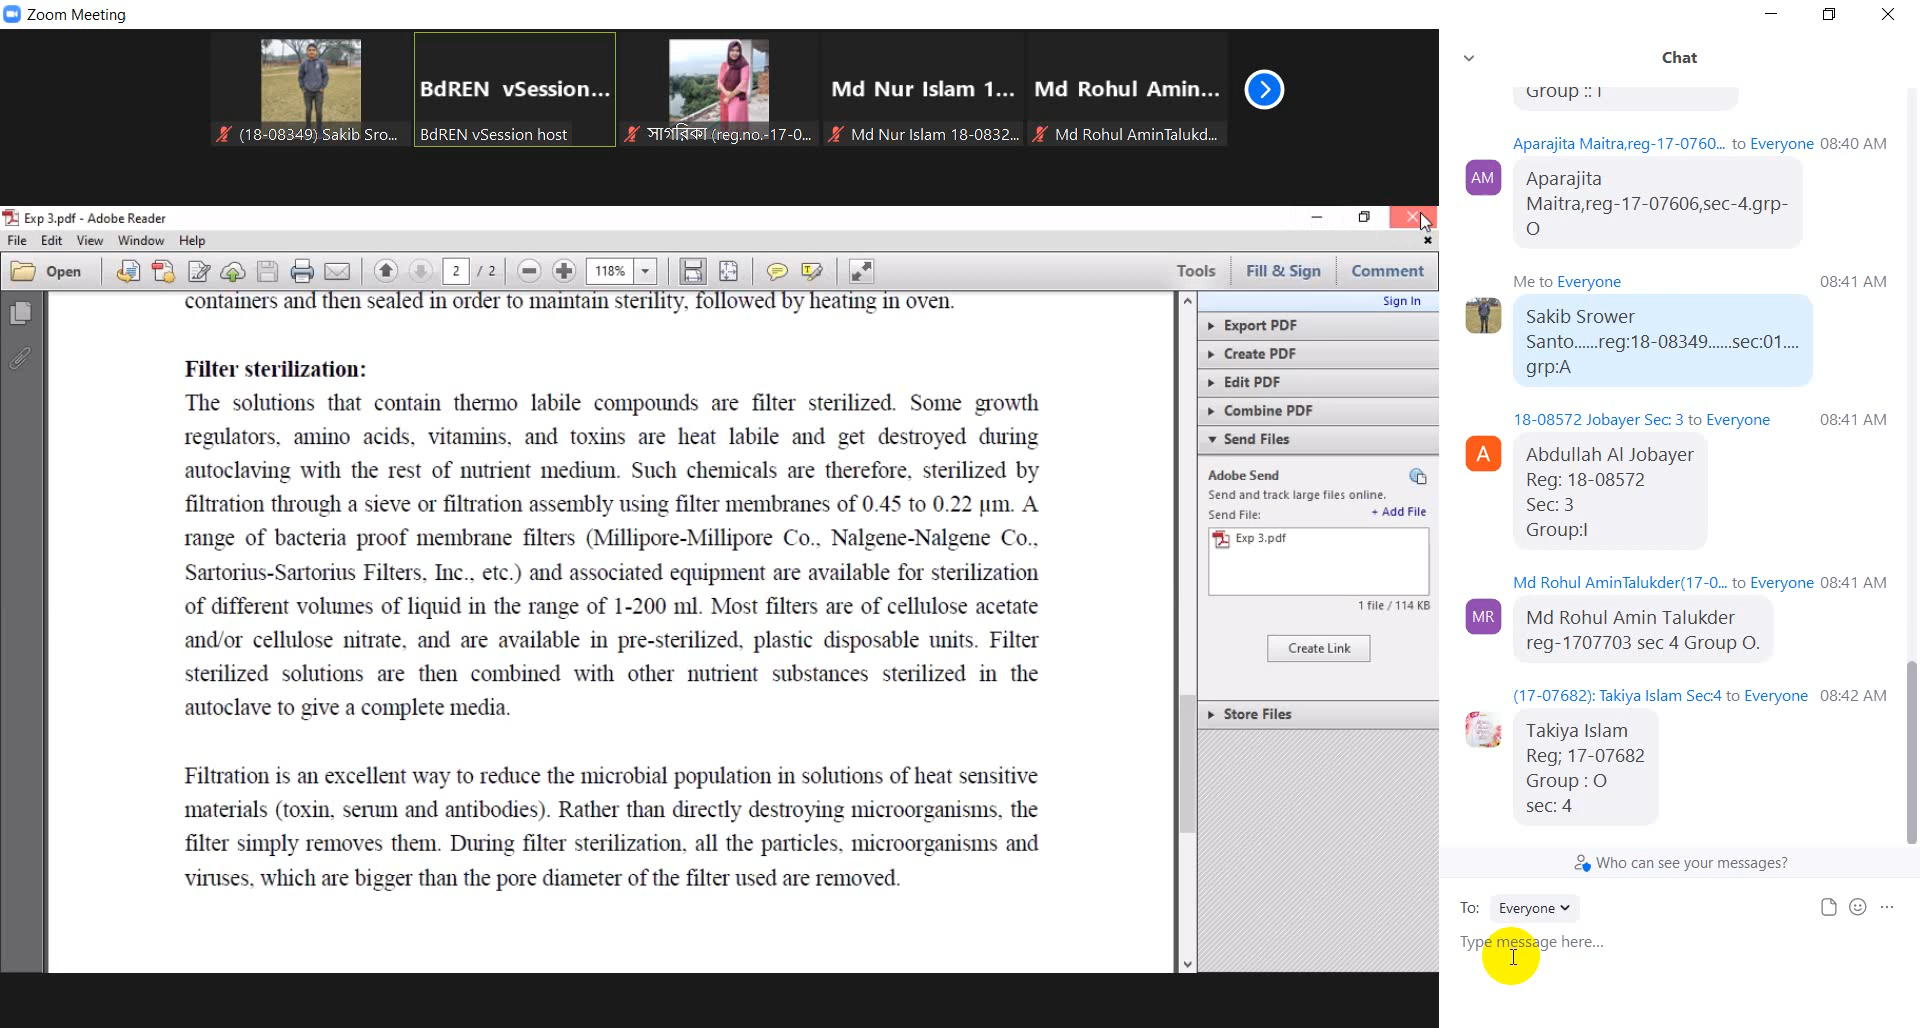 Zoom Meeting
BdREN vSession...
Md Nur Islam 1...
Md Rohul Amin...
(18-08349) Sakib Sro...
BdREN vSession host
সাগরিকা (reg.no.-17-0...
Md Nur Islam 18-0832...
Md Rohul AminTalukd...
Exp 3.pdf - Adobe Reader
File Edit View Window Help
Open
2 / 2
118%
Tools
Fill & Sign
Comment
containers and then sealed in order to maintain sterility, followed by heating in oven.
Filter sterilization:
The solutions that contain thermo labile compounds are filter sterilized. Some growth
regulators, amino acids, vitamins, and toxins are heat labile and get destroyed during
autoclaving with the rest of nutrient medium. Such chemicals are therefore, sterilized by
filtration through a sieve or filtration assembly using filter membranes of 0.45 to 0.22 µm. A
range of bacteria proof membrane filters (Millipore-Millipore Co., Nalgene-Nalgene Co.,
Sartorius-Sartorius Filters, Inc., etc.) and associated equipment are available for sterilization
of different volumes of liquid in the range of 1-200 ml. Most filters are of cellulose acetate
and/or cellulose nitrate, and are available in pre-sterilized, plastic disposable units. Filter
sterilized solutions are then combined with other nutrient substances sterilized in the
autoclave to give a complete media.
Filtration is an excellent way to reduce the microbial population in solutions of heat sensitive
materials (toxin, serum and antibodies). Rather than directly destroying microorganisms, the
filter simply removes them. During filter sterilization, all the particles, microorganisms and
viruses, which are bigger than the pore diameter of the filter used are removed.
Sign In
Export PDF
Create PDF
Edit PDF
Combine PDF
Send Files
Adobe Send
Send and track large files online.
Send File:
+ Add File
Exp 3.pdf
1 file / 114 KB
Create Link
Store Files
Chat
Group :: I
Aparajita Maitra,reg-17-0760... to Everyone 08:40 AM
AM
Aparajita
Maitra,reg-17-07606,sec-4.grp-
O
Me to Everyone 08:41 AM
Sakib Srower
Santo......reg:18-08349......sec:01....
grp:A
18-08572 Jobayer Sec: 3 to Everyone 08:41 AM
A
Abdullah Al Jobayer
Reg: 18-08572
Sec: 3
Group:I
Md Rohul AminTalukder(17-0... to Everyone 08:41 AM
MR
Md Rohul Amin Talukder
reg-1707703 sec 4 Group O.
(17-07682): Takiya Islam Sec:4 to Everyone 08:42 AM
Takiya Islam
Reg; 17-07682
Group : O
sec: 4
Who can see your messages?
To: Everyone
Type message here...